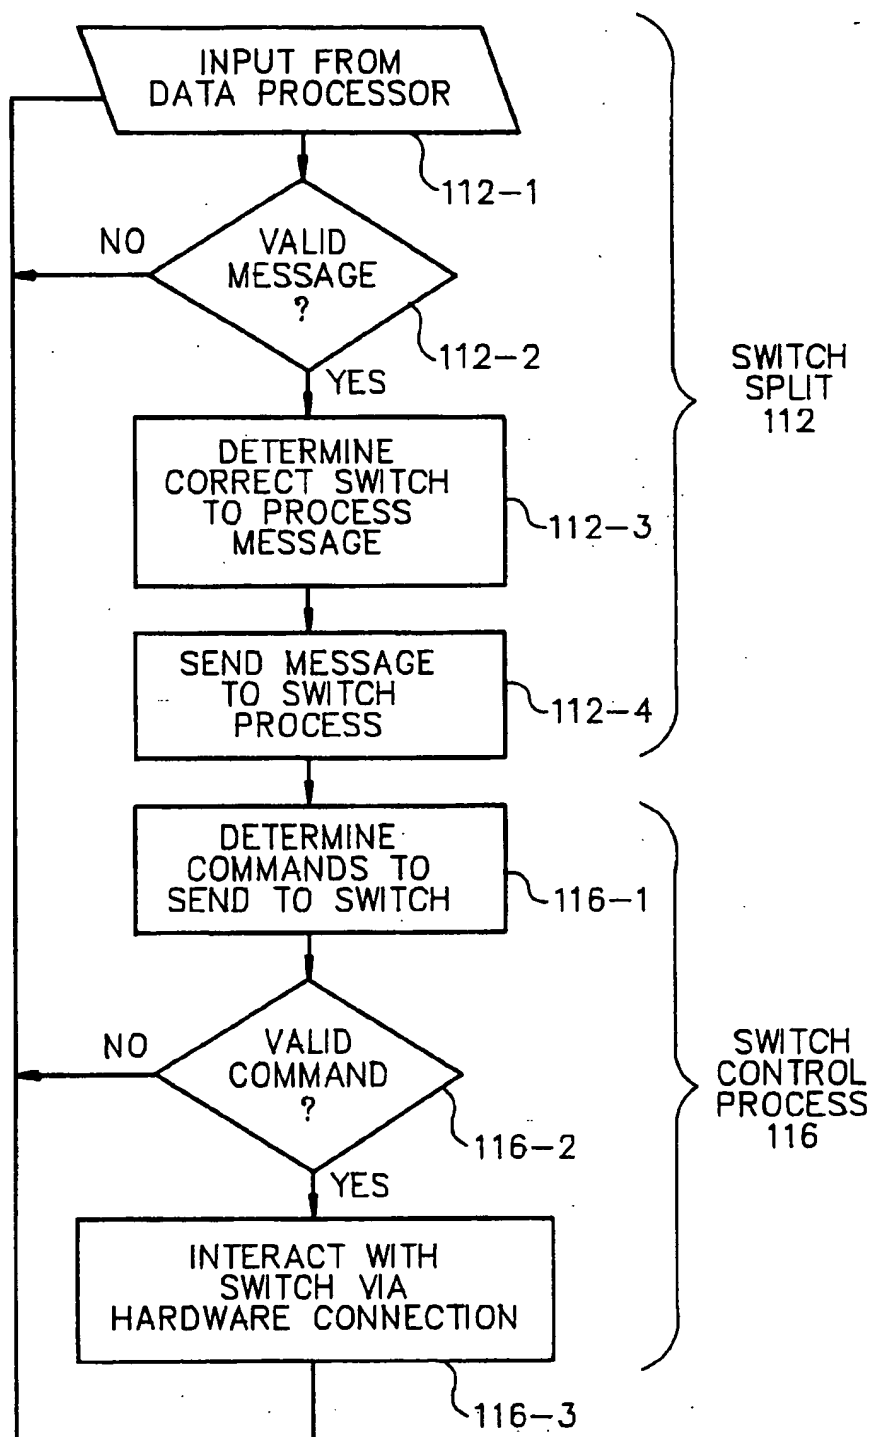 INPUT FROM
DATA PROCESSOR
112-1
NO
VALID
MESSAGE
?
112-2
YES
DETERMINE
CORRECT SWITCH
TO PROCESS
MESSAGE
112-3
SEND MESSAGE
TO SWITCH
PROCESS
112-4
SWITCH
SPLIT
112
DETERMINE
COMMANDS TO
SEND TO SWITCH
116-1
NO
VALID
COMMAND
?
116-2
YES
INTERACT WITH
SWITCH VIA
HARDWARE CONNECTION
116-3
SWITCH
CONTROL
PROCESS
116